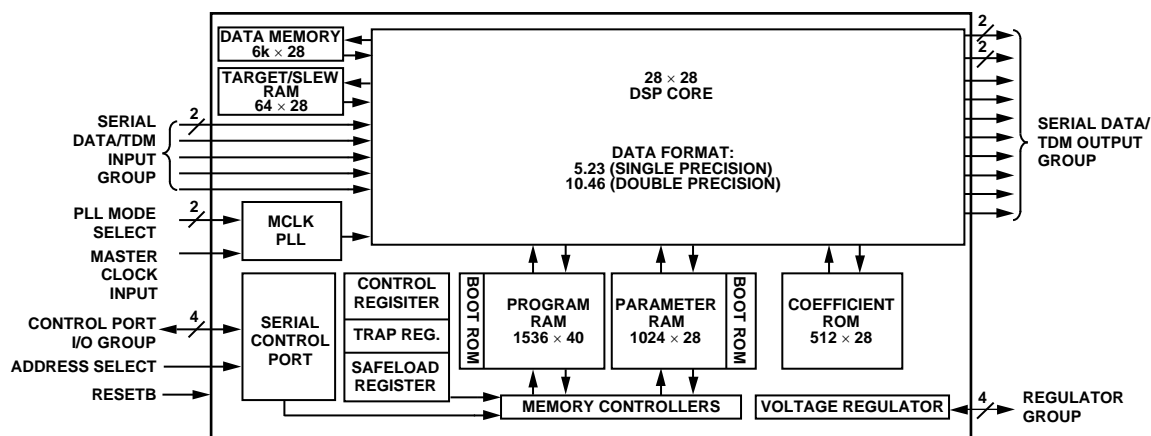 DATA MEMORY
6k × 28
TARGET/SLEW
RAM
64 × 28
28 × 28
DSP CORE
DATA FORMAT:
5.23 (SINGLE PRECISION)
10.46 (DOUBLE PRECISION)
2
SERIAL
DATA/TDM
INPUT
GROUP
2
2
SERIAL DATA/
TDM OUTPUT
GROUP
2
PLL MODE
SELECT
MCLK
PLL
MASTER
CLOCK
INPUT
4
CONTROL PORT
I/O GROUP
ADDRESS SELECT
RESETB
SERIAL
CONTROL
PORT
CONTROL
REGISITER
TRAP REG.
SAFELOAD
REGISTER
BOOT ROM
PROGRAM
RAM
1536 × 40
PARAMETER
RAM
1024 × 28
BOOT ROM
COEFFICIENT
ROM
512 × 28
MEMORY CONTROLLERS
VOLTAGE REGULATOR
4
REGULATOR
GROUP